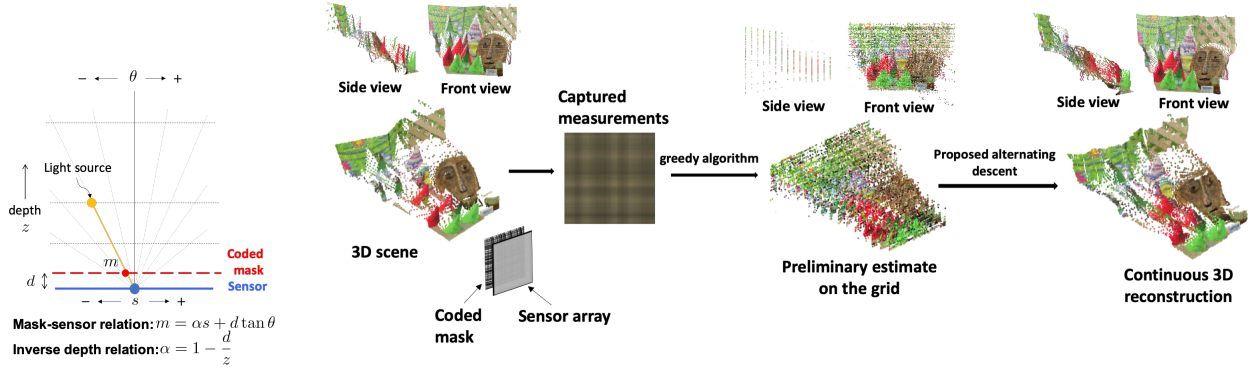 − ← θ → +
Light source
depth
z
m
Coded
mask
d
Sensor
− ← s → +
Mask-sensor relation: m = αs + d tan θ
Inverse depth relation: α = 1 − d/z
Side view
Front view
3D scene
Coded
mask
Sensor array
Captured
measurements
greedy algorithm
Side view
Front view
Preliminary estimate
on the grid
Proposed alternating
descent
Side view
Front view
Continuous 3D
reconstruction